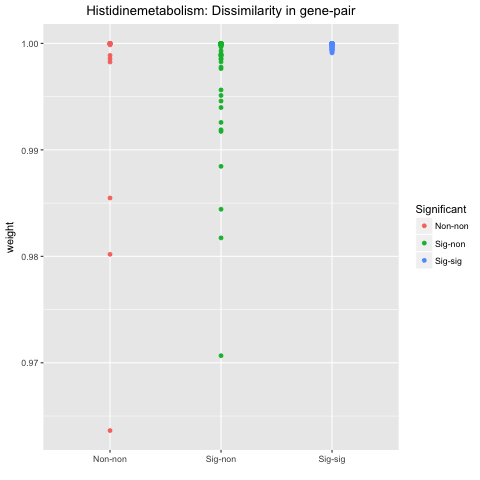 Histidinemetabolism: Dissimilarity in gene-pair
1.00
0.99
0.98
0.97
weight
Non-non
Sig-non
Sig-sig
Significant
Non-non
Sig-non
Sig-sig